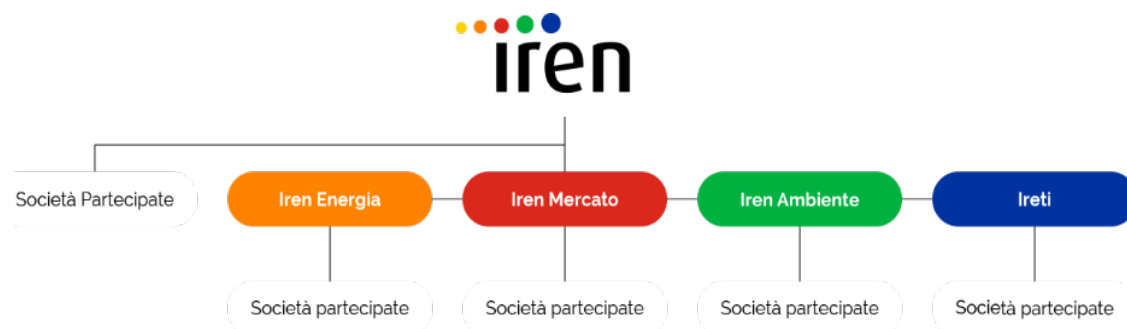 iren
Società Partecipate
Iren Energia
Iren Mercato
Iren Ambiente
Ireti
Società partecipate
Società partecipate
Società partecipate
Società partecipate